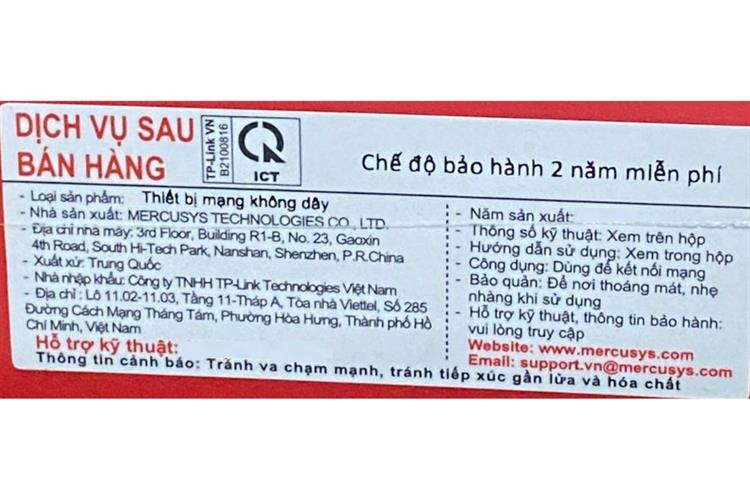 DỊCH VỤ SAU
BÁN HÀNG
TP-Link VN
B2100816
ICT
Chế độ bảo hành 2 năm miễn phí
- Loại sản phẩm: Thiết bị mạng không dây
- Nhà sản xuất: MERCUSYS TECHNOLOGIES CO., LTD.
- Địa chỉ nhà máy: 3rd Floor, Building R1-B, No. 23, Gaoxin
4th Road, South Hi-Tech Park, Nanshan, Shenzhen, P.R.China
- Xuất xứ: Trung Quốc
- Nhà nhập khẩu: Công ty TNHH TP-Link Technologies Việt Nam
- Địa chỉ : Lô 11.02-11.03, Tầng 11-Tháp A, Tòa nhà Viettel, Số 285
Đường Cách Mạng Tháng Tám, Phường Hòa Hưng, Thành phố Hồ
Chí Minh, Việt Nam
Hỗ trợ kỹ thuật:
- Năm sản xuất:
- Thông số kỹ thuật: Xem trên hộp
- Hướng dẫn sử dụng: Xem trong hộp
- Công dụng: Dùng để kết nối mạng
- Bảo quản: Để nơi thoáng mát, nhẹ
nhàng khi sử dụng
- Hỗ trợ kỹ thuật, thông tin bảo hành:
vui lòng truy cập
Website: www.mercusys.com
Email: support.vn@mercusys.com
Thông tin cảnh báo: Tránh va chạm mạnh, tránh tiếp xúc gần lửa và hóa chất